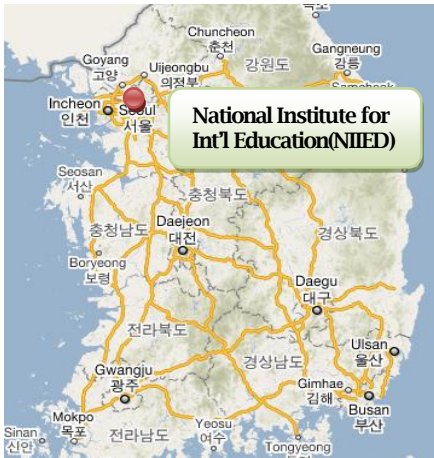 속초
Chuncheon
춘천
Gangneung
강릉
Goyang
고양
Uijeongbu
의정부
강원도
Samcheok
Incheon
인천
Seoul
서울
National Institute for
Int'l Education(NIIED)
Seosan
서산
충청북도
충청남도
Daejeon
대전
경상북도
Boryeong
보령
Daegu
대구
전라북도
Ulsan
울산
경상남도
Gwangju
광주
Gimhae
김해
Busan
부산
Mokpo
목포
Sinan
신안
전라남도
Yeosu
여수
Tongyeong